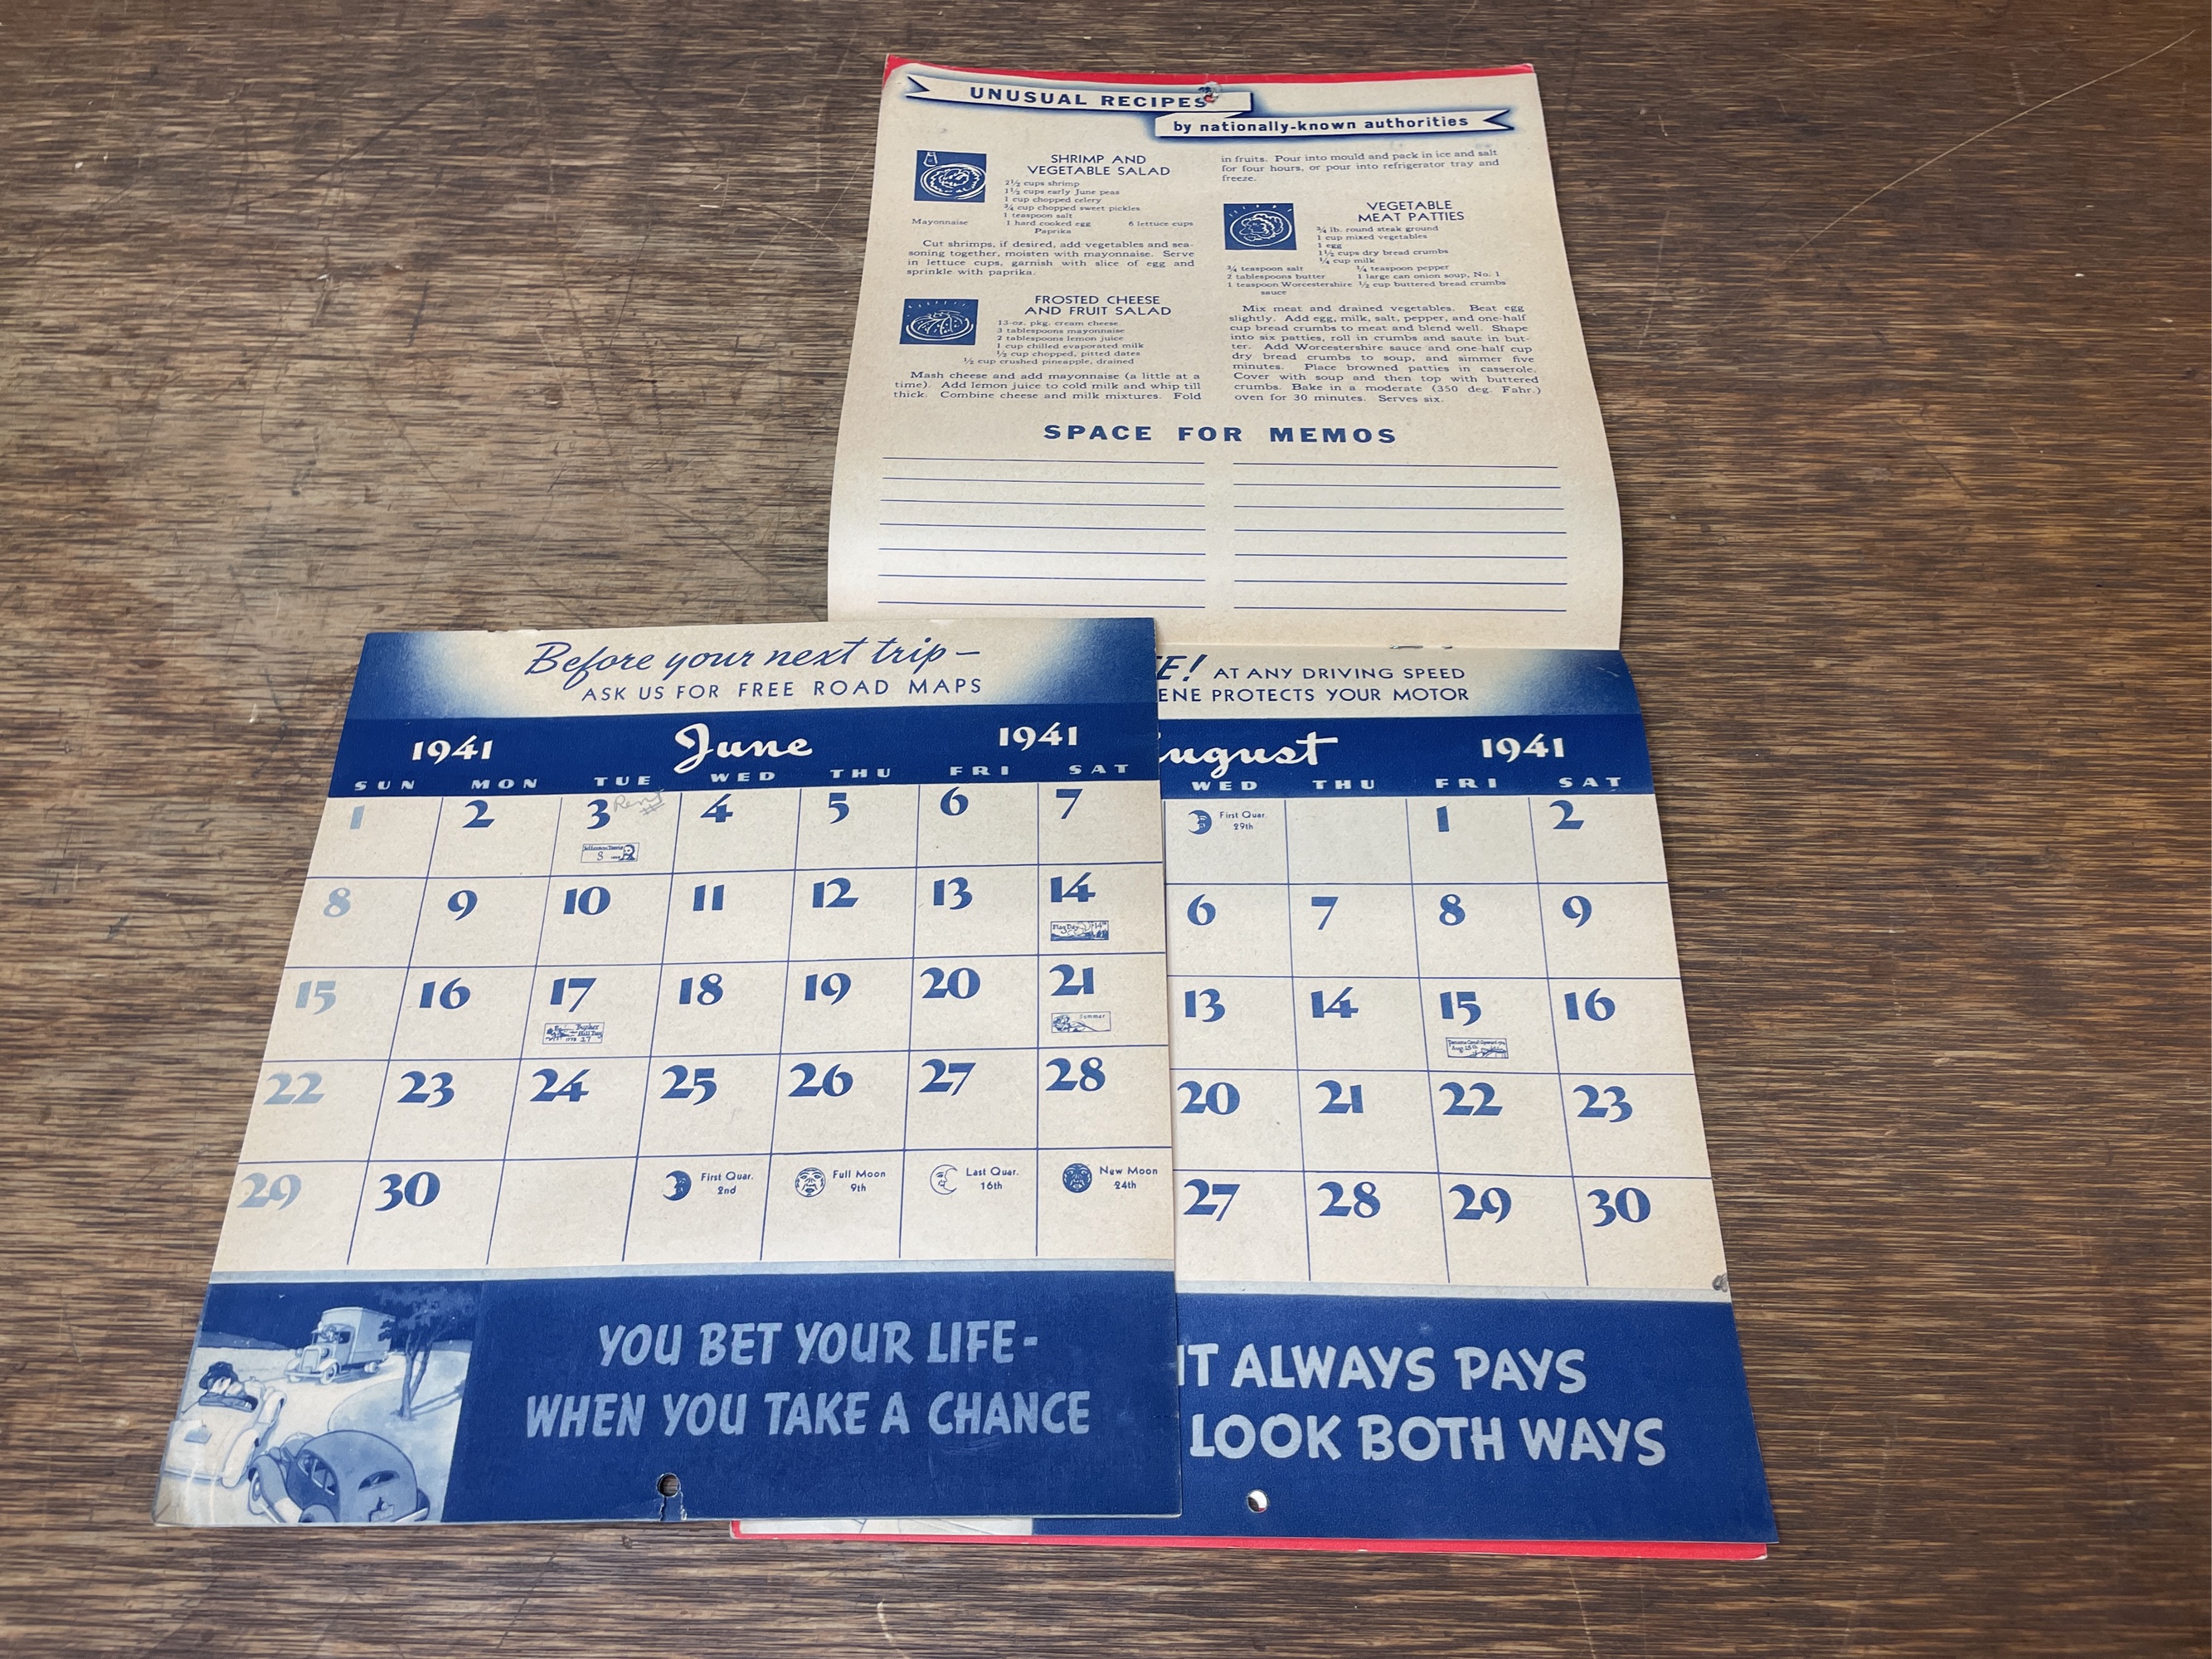 UNUSUAL RECIPES
by nationally-known authorities
SHRIMP AND
VEGETABLE SALAD
2½ cups shrimp
1½ cups early June peas
1 cup chopped celery
¾ cup chopped sweet pickles
1 teaspoon salt
Mayonnaise 1 hard cooked egg 6 lettuce cups
Paprika
Cut shrimps, if desired, add vegetables and sea-
soning together, moisten with mayonnaise. Serve
in lettuce cups, garnish with slice of egg and
sprinkle with paprika.
FROSTED CHEESE
AND FRUIT SALAD
13-oz. pkg. cream cheese
3 tablespoons mayonnaise
2 tablespoons lemon juice
1 cup chilled evaporated milk
½ cup chopped, pitted dates
½ cup crushed pineapple, drained
Mash cheese and add mayonnaise (a little at a
time). Add lemon juice to cold milk and whip till
thick. Combine cheese and milk mixtures. Fold
in fruits. Pour into mould and pack in ice and salt
for four hours, or pour into refrigerator tray and
freeze.
VEGETABLE
MEAT PATTIES
¾ lb. round steak ground
1 cup mixed vegetables
1 egg
1½ cups dry bread crumbs
¼ cup milk
¾ teaspoon salt ¼ teaspoon pepper
2 tablespoons butter 1 large can onion soup, No. 1
1 teaspoon Worcestershire ½ cup buttered bread crumbs
sauce
Mix meat and drained vegetables. Beat egg
slightly. Add egg, milk, salt, pepper, and one-half
cup bread crumbs to meat and blend well. Shape
into six patties, roll in crumbs and saute in but-
ter. Add Worcestershire sauce and one-half cup
dry bread crumbs to soup, and simmer five
minutes. Place browned patties in casserole.
Cover with soup and then top with buttered
crumbs. Bake in a moderate (350 deg. Fahr.)
oven for 30 minutes. Serves six.
SPACE FOR MEMOS
Before your next trip—
ASK US FOR FREE ROAD MAPS
1941 June 1941
SUN MON TUE WED THU FRI SAT
1 2 3 Rent 4 5 6 7
8 9 10 11 12 13 14
Flag Day
15 16 17 18 19 20 21
Bunker Hill Day Summer
22 23 24 25 26 27 28
29 30 First Quar. 2nd Full Moon 9th Last Quar. 16th New Moon 24th
YOU BET YOUR LIFE-
WHEN YOU TAKE A CHANCE
E! AT ANY DRIVING SPEED
ENE PROTECTS YOUR MOTOR
ugust 1941
WED THU FRI SAT
First Quar. 29th 1 2
6 7 8 9
13 14 15 16
20 21 22 23
27 28 29 30
IT ALWAYS PAYS
LOOK BOTH WAYS